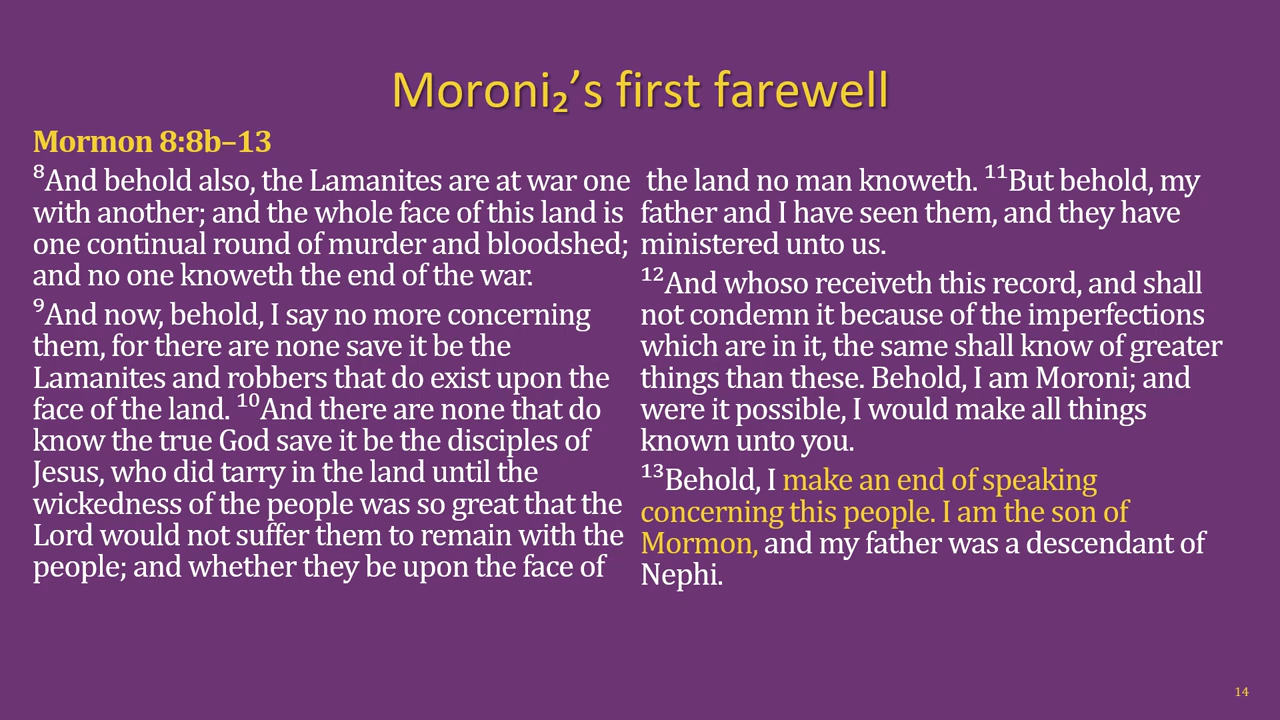 Moroni₂’s first farewell
Mormon 8:8b–13
⁸And behold also, the Lamanites are at war one
with another; and the whole face of this land is
one continual round of murder and bloodshed;
and no one knoweth the end of the war.
⁹And now, behold, I say no more concerning
them, for there are none save it be the
Lamanites and robbers that do exist upon the
face of the land. ¹⁰And there are none that do
know the true God save it be the disciples of
Jesus, who did tarry in the land until the
wickedness of the people was so great that the
Lord would not suffer them to remain with the
people; and whether they be upon the face of
the land no man knoweth. ¹¹But behold, my
father and I have seen them, and they have
ministered unto us.
¹²And whoso receiveth this record, and shall
not condemn it because of the imperfections
which are in it, the same shall know of greater
things than these. Behold, I am Moroni; and
were it possible, I would make all things
known unto you.
¹³Behold, I make an end of speaking
concerning this people. I am the son of
Mormon, and my father was a descendant of
Nephi.
14